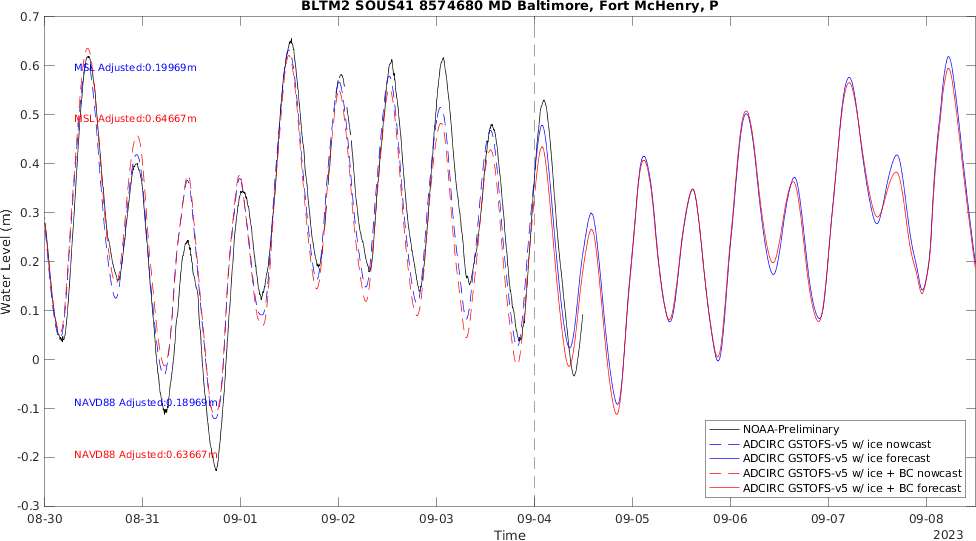 BLTM2 SOUS41 8574680 MD Baltimore, Fort McHenry, P
0.7
0.6
0.5
0.4
0.3
0.2
0.1
0
-0.1
-0.2
-0.3
Water Level (m)
MSL Adjusted:0.19969m
MSL Adjusted:0.64667m
NAVD88 Adjusted:0.18969m
NAVD88 Adjusted:0.63667m
NOAA-Preliminary
ADCIRC GSTOFS-v5 w/ ice nowcast
ADCIRC GSTOFS-v5 w/ ice forecast
ADCIRC GSTOFS-v5 w/ ice + BC nowcast
ADCIRC GSTOFS-v5 w/ ice + BC forecast
08-30 08-31 09-01 09-02 09-03 09-04 09-05 09-06 09-07 09-08
Time
2023